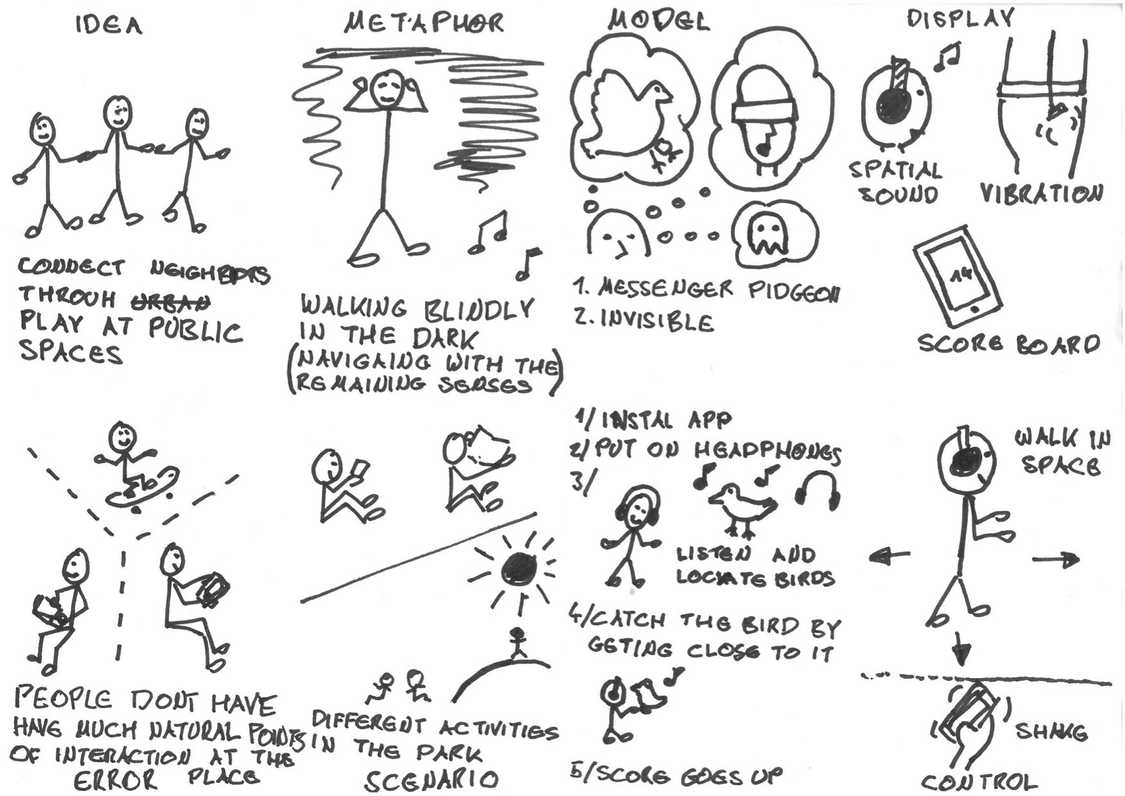 IDEA
CONNECT NEIGHBORS
THROUH URBAN
PLAY AT PUBLIC
SPACES
METAPHOR
WALKING BLINDLY
IN THE DARK
(NAVIGAING WITH THE
REMAINING SENSES)
MODEL
1. MESSENGER PIDGEON
2. INVISIBLE
DISPLAY
SPATIAL
SOUND
VIBRATION
14
SCORE BOARD
PEOPLE DONT HAVE
HAVE MUCH NATURAL POINTS
OF INTERACTION AT THE
PLACE
ERROR
DIFFERENT ACTIVITIES
IN THE PARK
SCENARIO
1/ INSTAL APP
2/ PUT ON HEADPHONES
3/
LISTEN AND
LOCATE BIRDS
4/ CATCH THE BIRD BY
GETING CLOSE TO IT
5/ SCORE GOES UP
WALK IN
SPACE
SHAKE
CONTROL